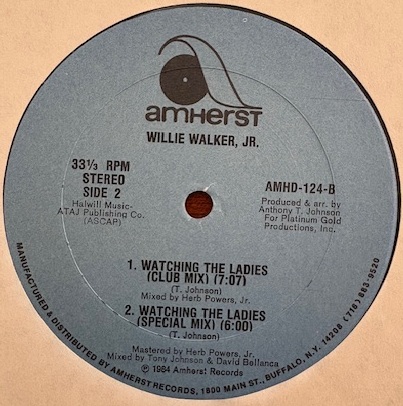 amHerst
WILLIE WALKER, JR.
33⅓ RPM
STEREO
SIDE 2
Halwill Music-
ATAJ Publishing Co.
(ASCAP)
AMHD-124-B
Produced & arr. by
Anthony T. Johnson
For Platinum Gold
Productions, Inc.
1. WATCHING THE LADIES
(CLUB MIX) (7:07)
(T. Johnson)
Mixed by Herb Powers, Jr.
2. WATCHING THE LADIES
(SPECIAL MIX) (6:00)
(T. Johnson)
Mastered by Herb Powers, Jr.
Mixed by Tony Johnson & David Bellanca
℗ 1984 Amherst Records
MANUFACTURED & DISTRIBUTED BY AMHERST RECORDS, 1800 MAIN ST., BUFFALO, N.Y. 14208 (716) 883-9520